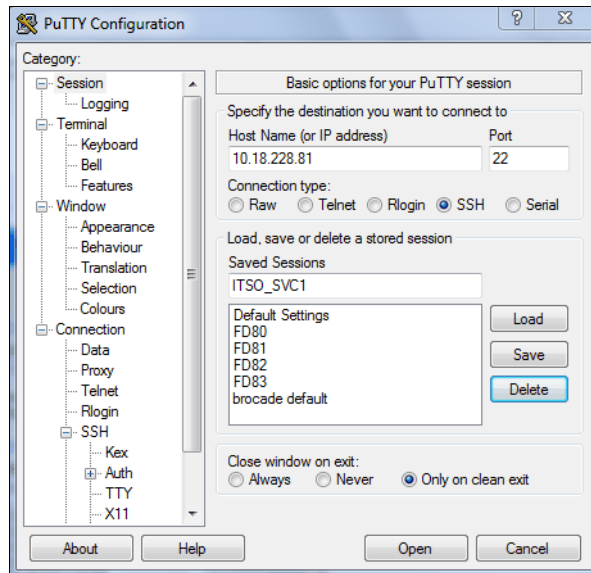 PuTTY Configuration
Category:
Session
Logging
Terminal
Keyboard
Bell
Features
Window
Appearance
Behaviour
Translation
Selection
Colours
Connection
Data
Proxy
Telnet
Rlogin
SSH
Kex
Auth
TTY
X11
Basic options for your PuTTY session
Specify the destination you want to connect to
Host Name (or IP address) Port
10.18.228.81 22
Connection type:
Raw Telnet Rlogin SSH Serial
Load, save or delete a stored session
Saved Sessions
ITSO_SVC1
Default Settings
FD80
FD81
FD82
FD83
brocade default
Load
Save
Delete
Close window on exit:
Always Never Only on clean exit
About Help Open Cancel